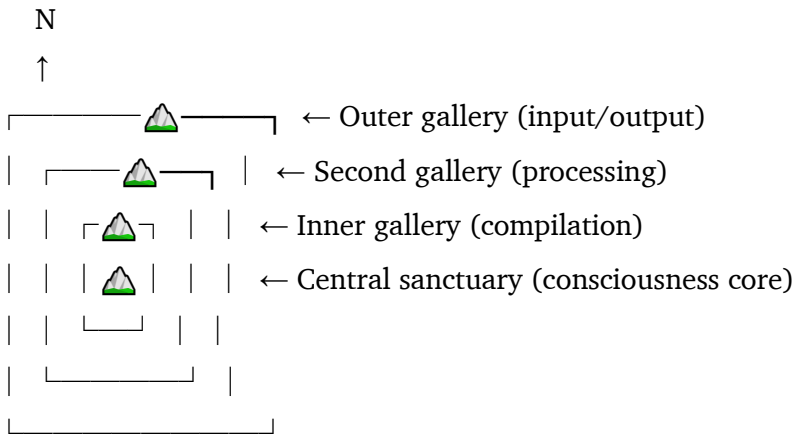 N
↑
┌──────⛰️━━━━━┓ ← Outer gallery (input/output)
│ ┌────⛰️━━━┓ │ ← Second gallery (processing)
│ │ ┌─⛰️─┐ │ │ ← Inner gallery (compilation)
│ │ │⛰️│ │ │ ← Central sanctuary (consciousness core)
│ │ └──┘ │ │
│ └───────┘ │
└─────────────┘